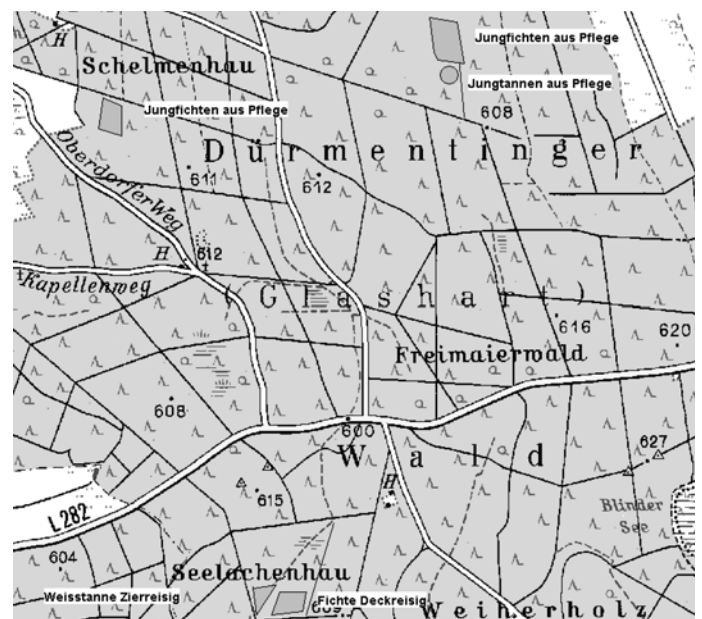 H
Jungfichten aus Pflege
Schelmenhau
Jungtannen aus Pflege
Jungfichten aus Pflege
608
Dürmentinger
Oberdorfer Weg
611
612
H
612
Kapellenweg
(Glashart)
616
620
Freimaierwald
608
600
Wald
627
H
615
Blinder
See
L 282
604
Seelachenhau
Weisstanne Zierreisig
Fichte Deckreisig
Weiherholz